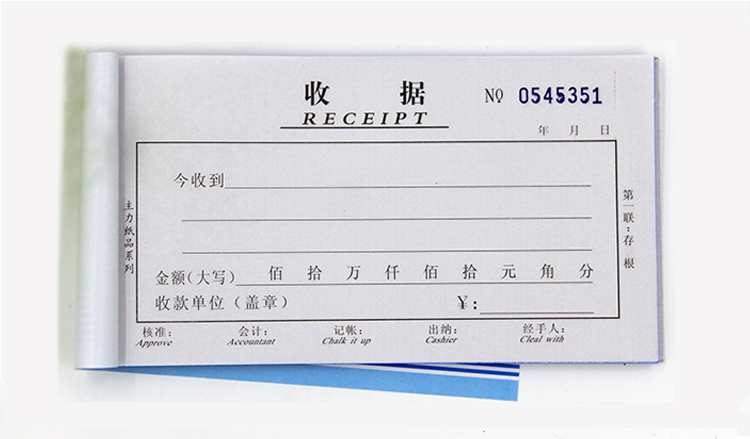 收 据
RECEIPT
NO 0545351
年 月 日
今收到
金额(大写) 佰 拾 万 仟 佰 拾 元 角 分
收款单位(盖章) ¥:
核准: 会计: 记帐: 出纳: 经手人:
Approve Accountant Chalk it up Cashier Cleal with
主力纸品系列
第一联:存根